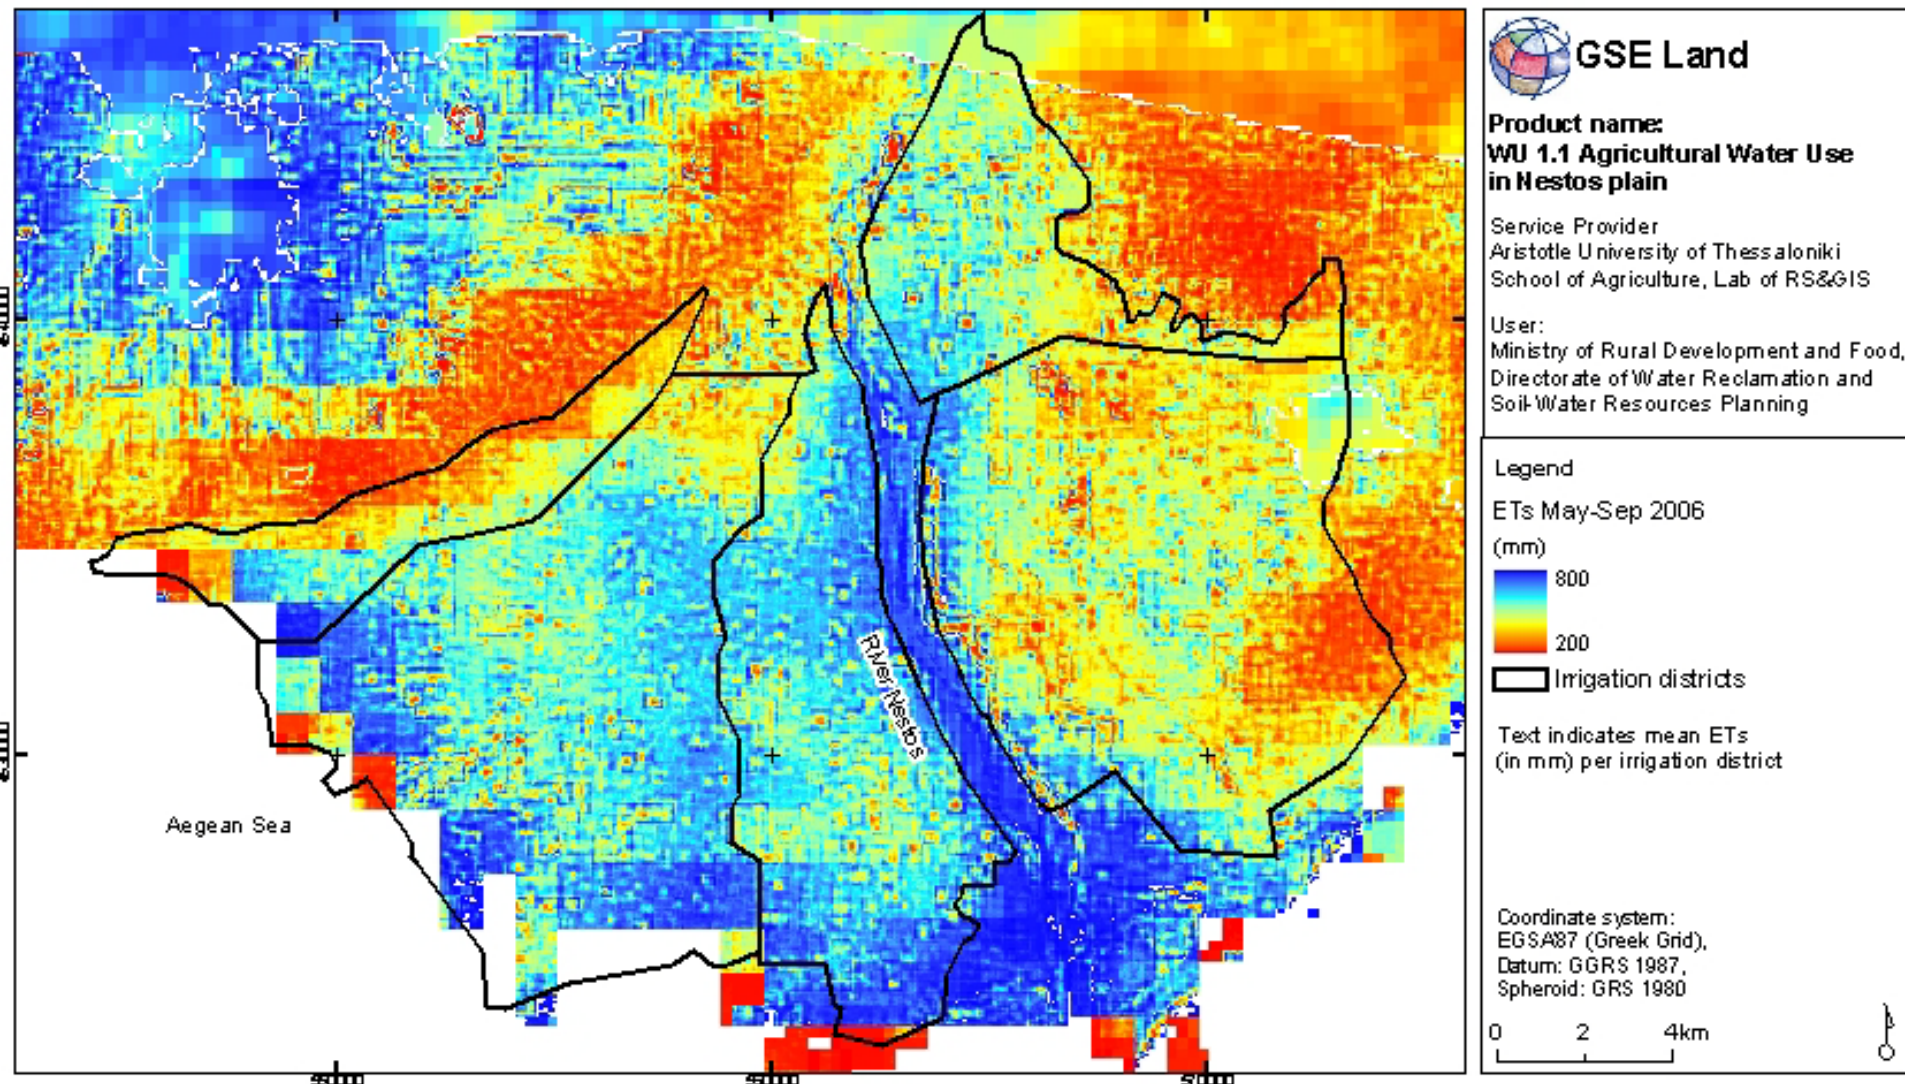 GSE Land
Product name:
WU 1.1 Agricultural Water Use
in Nestos plain
Service Provider
Aristotle University of Thessaloniki
School of Agriculture, Lab of RS&GIS
User:
Ministry of Rural Development and Food,
Directorate of Water Reclamation and
Soil-Water Resources Planning
Legend
ETs May-Sep 2006
(mm)
800
200
Irrigation districts
Text indicates mean ETs
(in mm) per irrigation district
Coordinate system:
EGSA'87 (Greek Grid),
Datum: GGRS 1987,
Spheroid: GRS 1980
0 2 4km
River Nestos
Aegean Sea